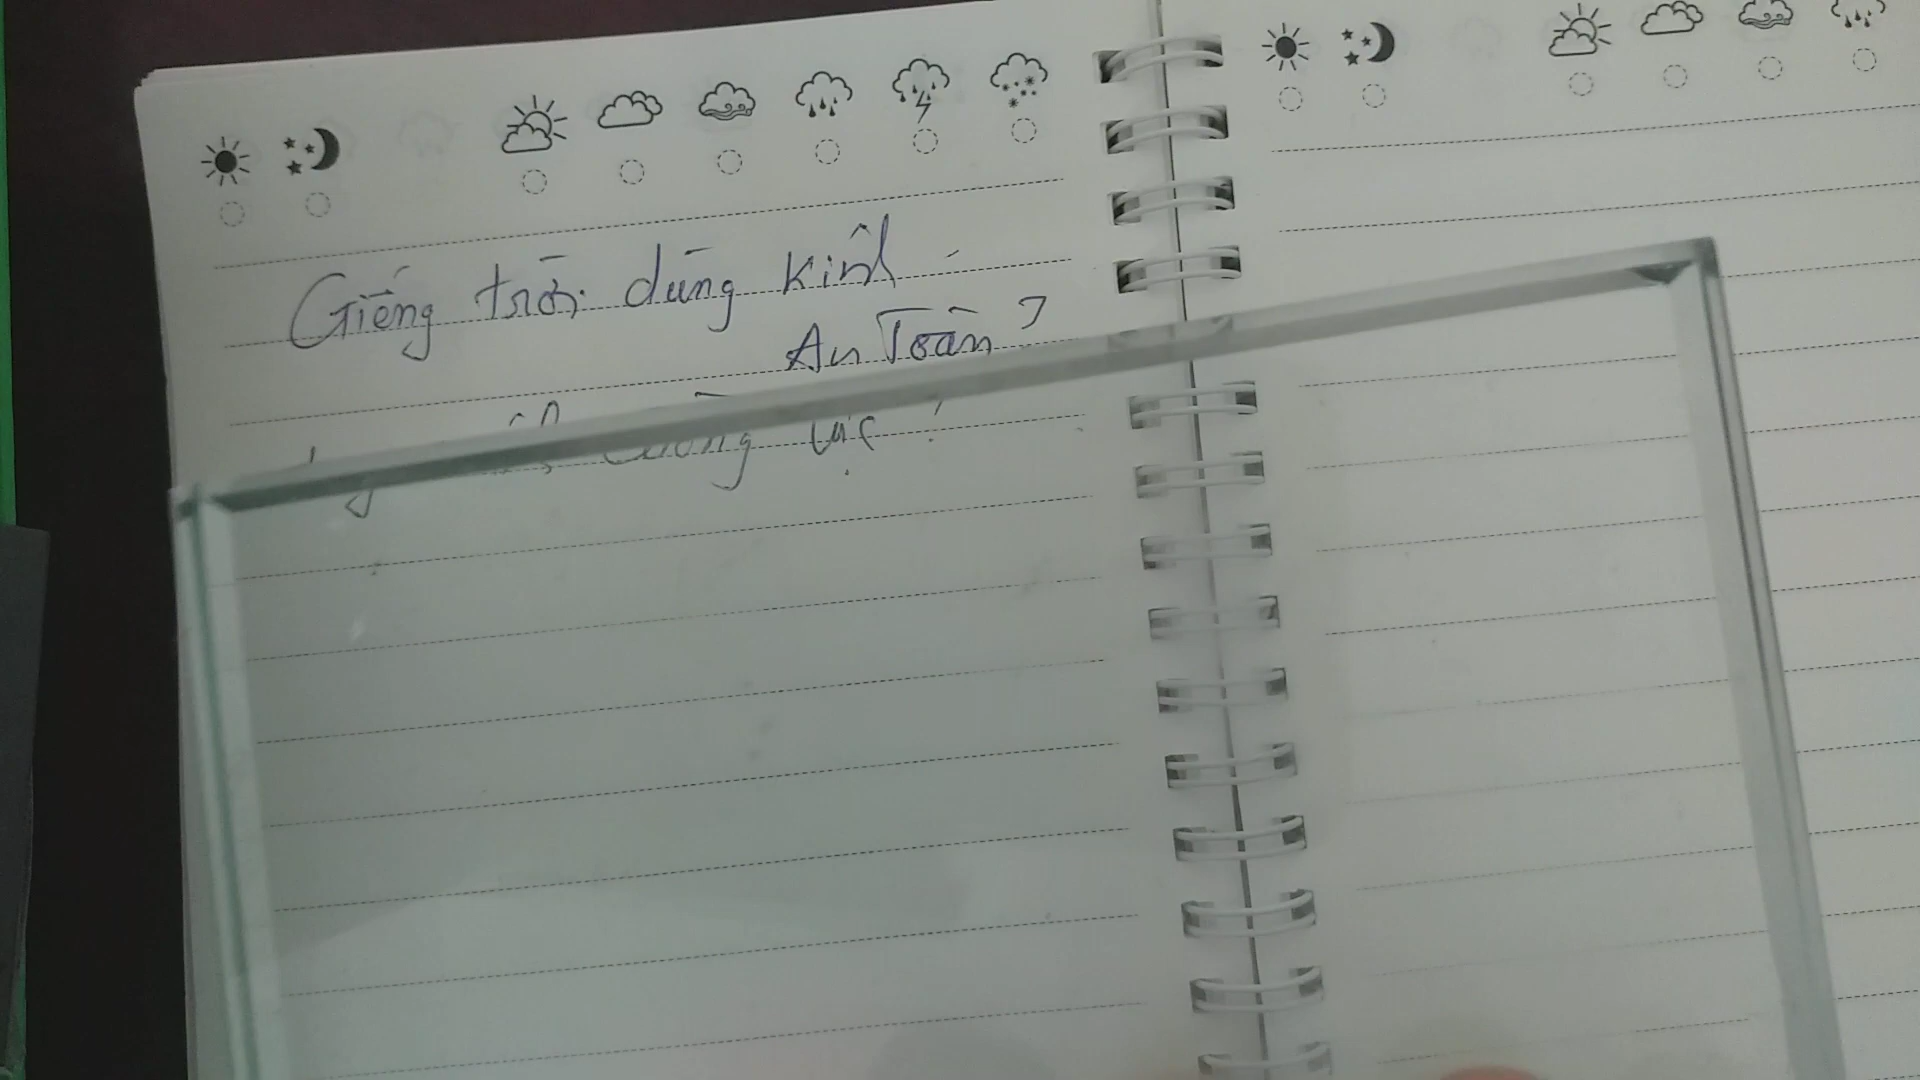 Giếng trời dùng kính
An Toàn ?
cường lực !